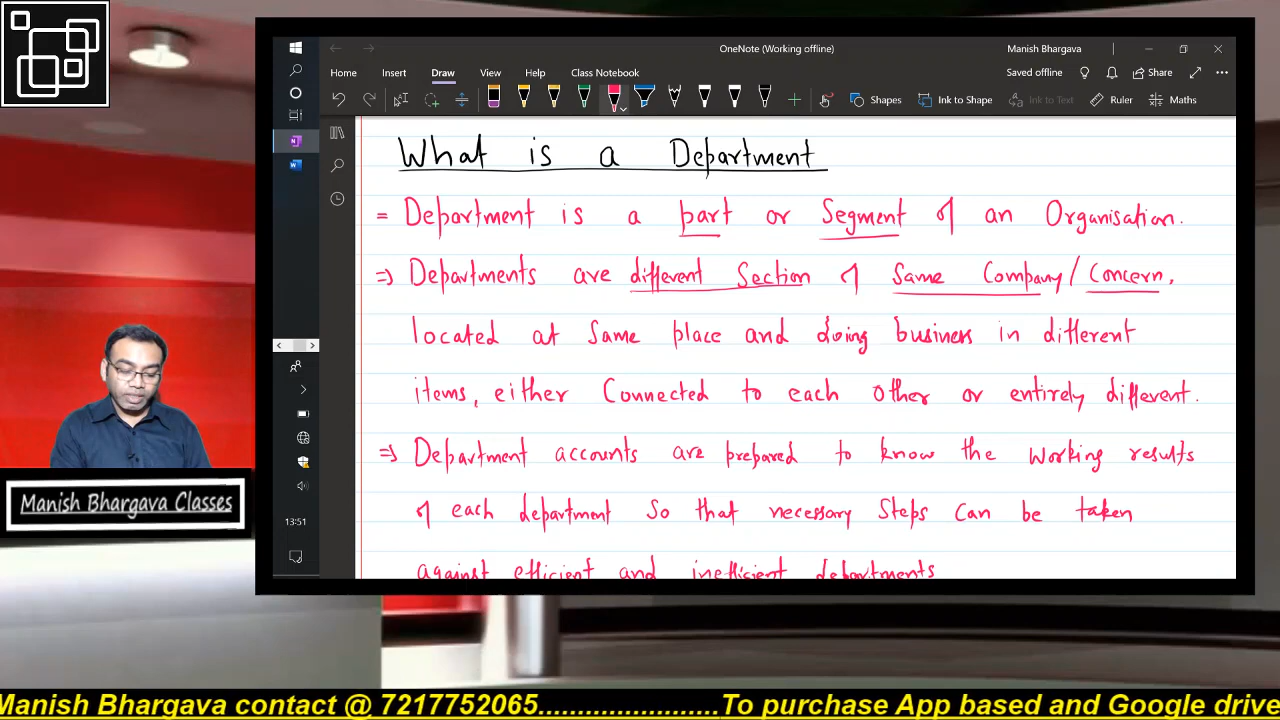 OneNote (Working offline)
Manish Bhargava
Home Insert Draw View Help Class Notebook
Saved offline
Share
Shapes
Ink to Shape
Ink to Text
Ruler
Maths
What is a Department
= Department is a part or Segment of an Organisation.
=> Departments are different Section of Same Company/Concern,
located at Same place and doing business in different
items, either Connected to each other or entirely different.
=> Department accounts are prepared to know the working results
of each department So that necessary Steps can be taken
against efficient and inefficient departments
Manish Bhargava Classes
13:51
Manish Bhargava contact @ 7217752065.......................To purchase App based and Google drive